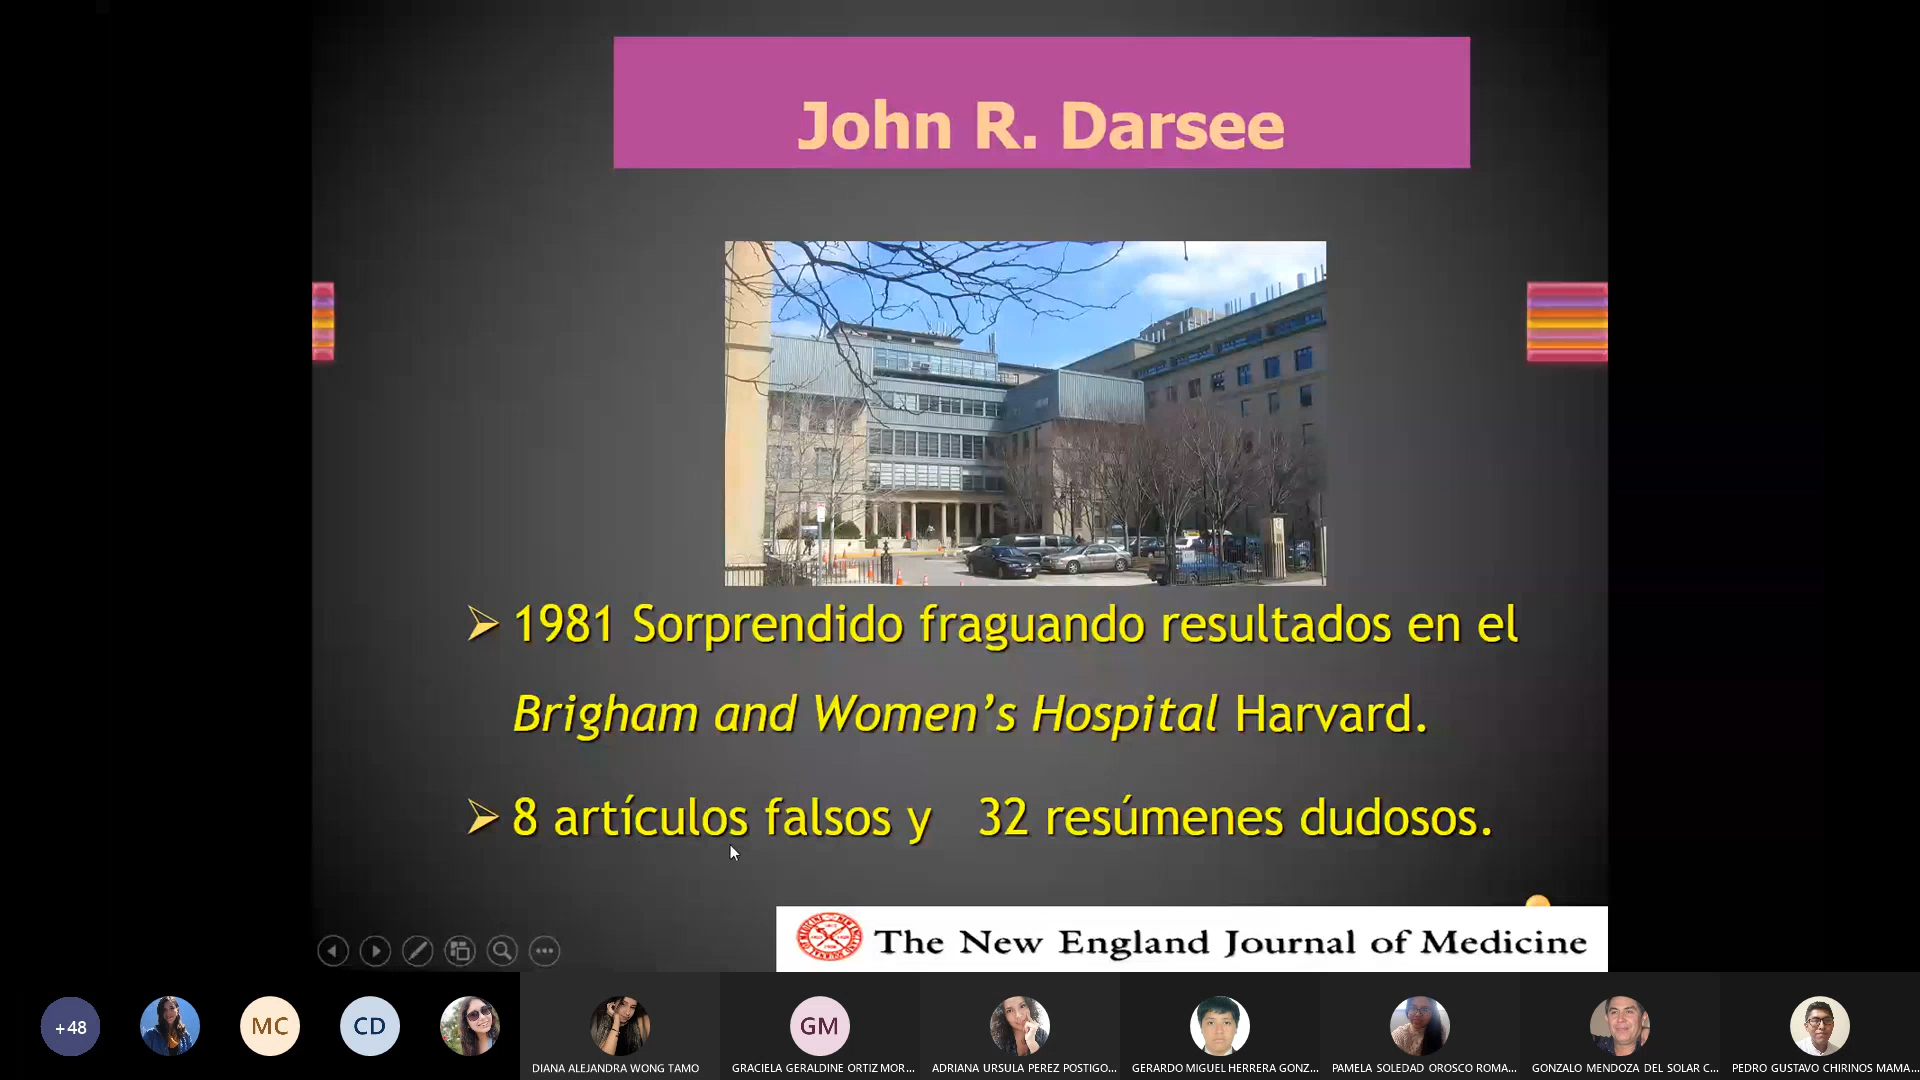 John R. Darsee
1981 Sorprendido fraguando resultados en el
Brigham and Women’s Hospital Harvard.
8 artículos falsos y 32 resúmenes dudosos.
The New England Journal of Medicine
+48
MC
CD
GM
DIANA ALEJANDRA WONG TAMO
GRACIELA GERALDINE ORTIZ MOR...
ADRIANA URSULA PEREZ POSTIGO...
GERARDO MIGUEL HERRERA GONZ...
PAMELA SOLEDAD OROSCO ROMA...
GONZALO MENDOZA DEL SOLAR C...
PEDRO GUSTAVO CHIRINOS MAMA...